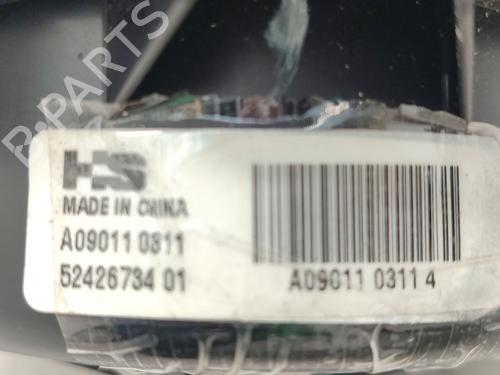 B-PARTS
HS
MADE IN CHINA
A09011 0311
52426734 01
A09011 0311 4